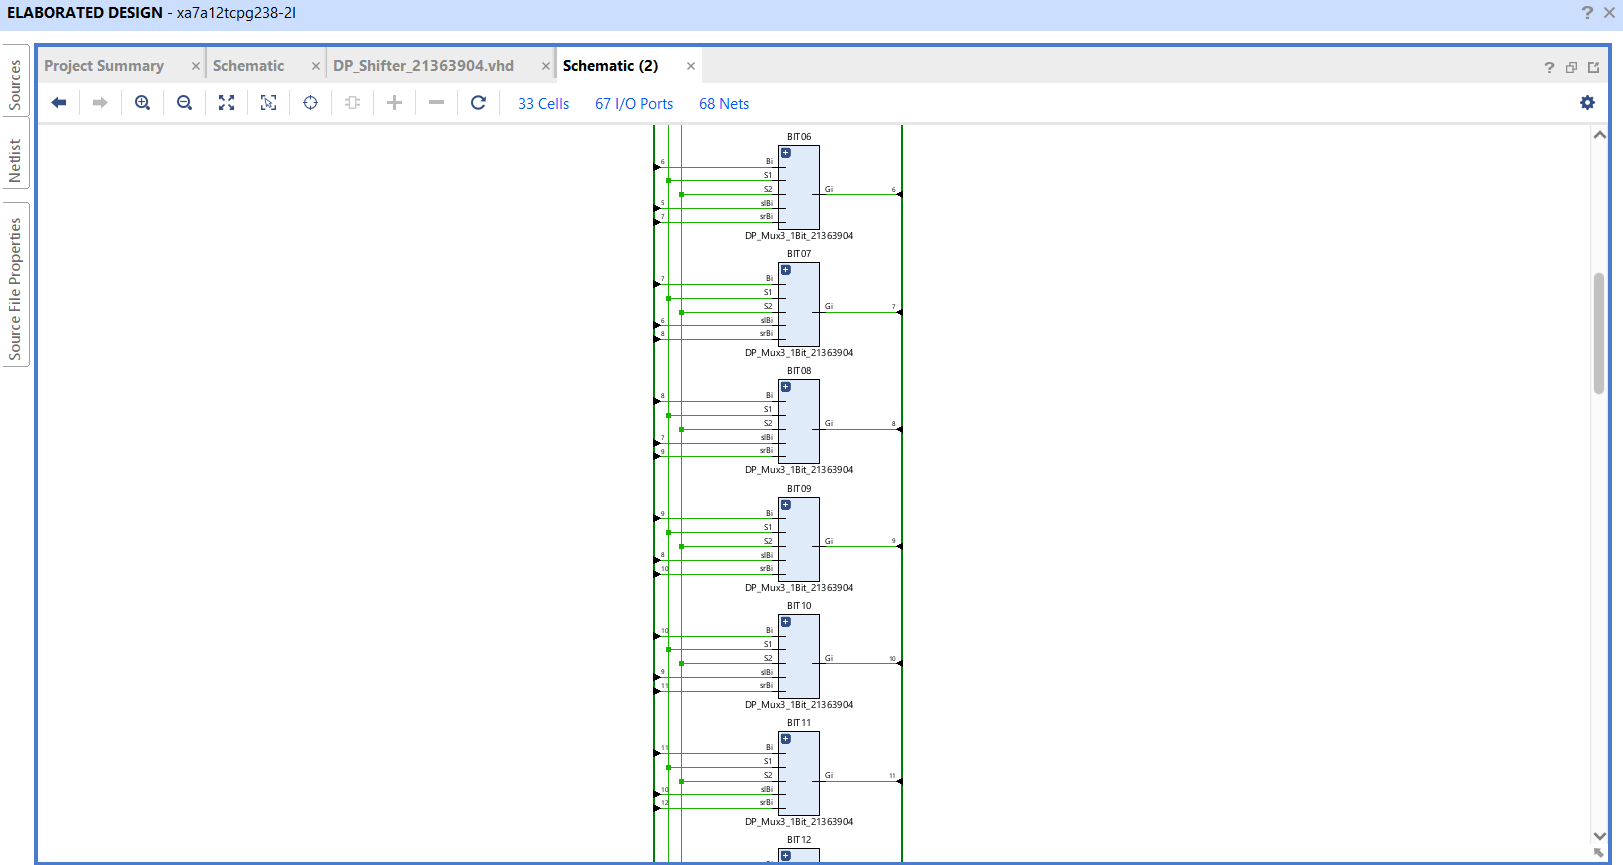 ELABORATED DESIGN - xa7a12tcpg238-2I
? ×
Sources
Netlist
Source File Properties
Project Summary × Schematic × DP_Shifter_21363904.vhd × Schematic (2) ×
?
33 Cells 67 I/O Ports 68 Nets
BIT06
6 Bi
S1
S2 Gi 6
5 slBi
7 srBi
DP_Mux3_1Bit_21363904
BIT07
7 Bi
S1
S2 Gi 7
6 slBi
8 srBi
DP_Mux3_1Bit_21363904
BIT08
8 Bi
S1
S2 Gi 8
7 slBi
9 srBi
DP_Mux3_1Bit_21363904
BIT09
9 Bi
S1
S2 Gi 9
8 slBi
10 srBi
DP_Mux3_1Bit_21363904
BIT10
10 Bi
S1
S2 Gi 10
9 slBi
11 srBi
DP_Mux3_1Bit_21363904
BIT11
11 Bi
S1
S2 Gi 11
10 slBi
12 srBi
DP_Mux3_1Bit_21363904
BIT12